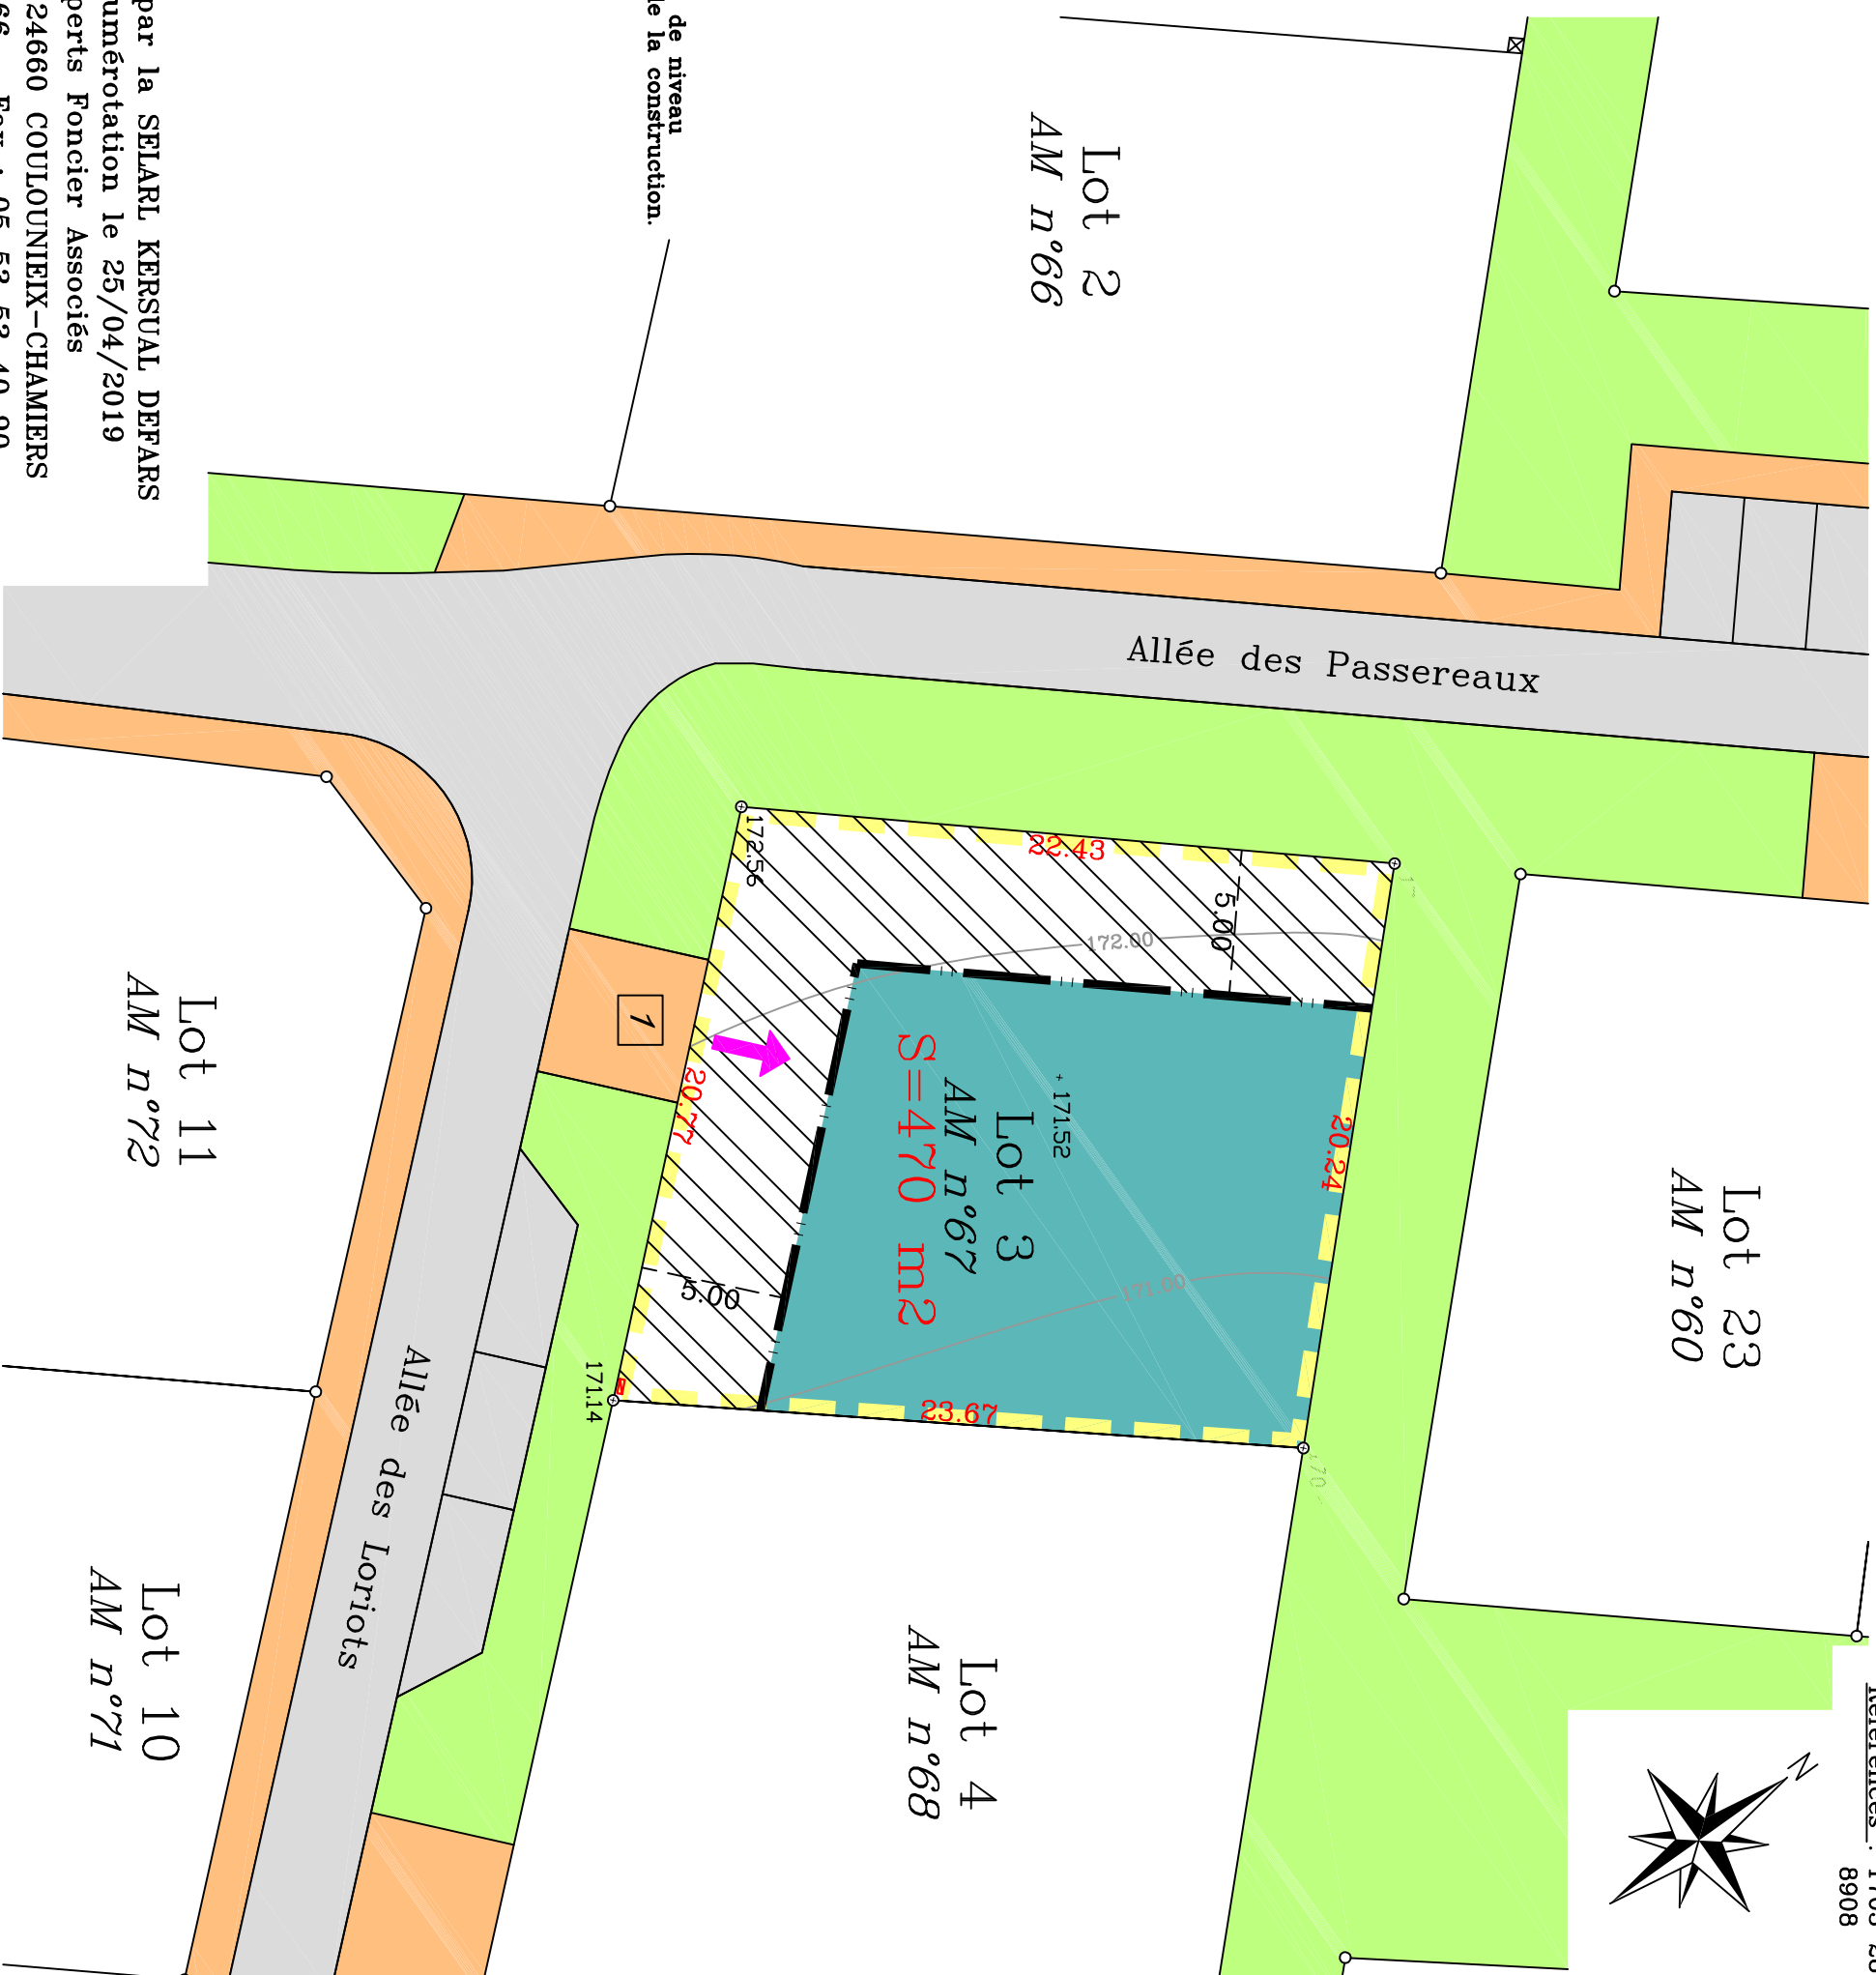 de niveau
de la construction.
par la SELARL KERSUAL DEFARS
umérotation le 25/04/2019
perts Foncier Associés
24660 COULOUNIEIX-CHAMIERS
Lot 2
AM n°66
Allée des Passereaux
22.43
172.56
5.00
172.00
1
20.77
S=470 m2
Lot 3
AM n°67
171.52
20.24
171.00
5.00
23.67
171.14
Lot 23
AM n°60
Lot 11
AM n°72
Allée des Loriots
Lot 10
AM n°71
Lot 4
AM n°68
N
8908